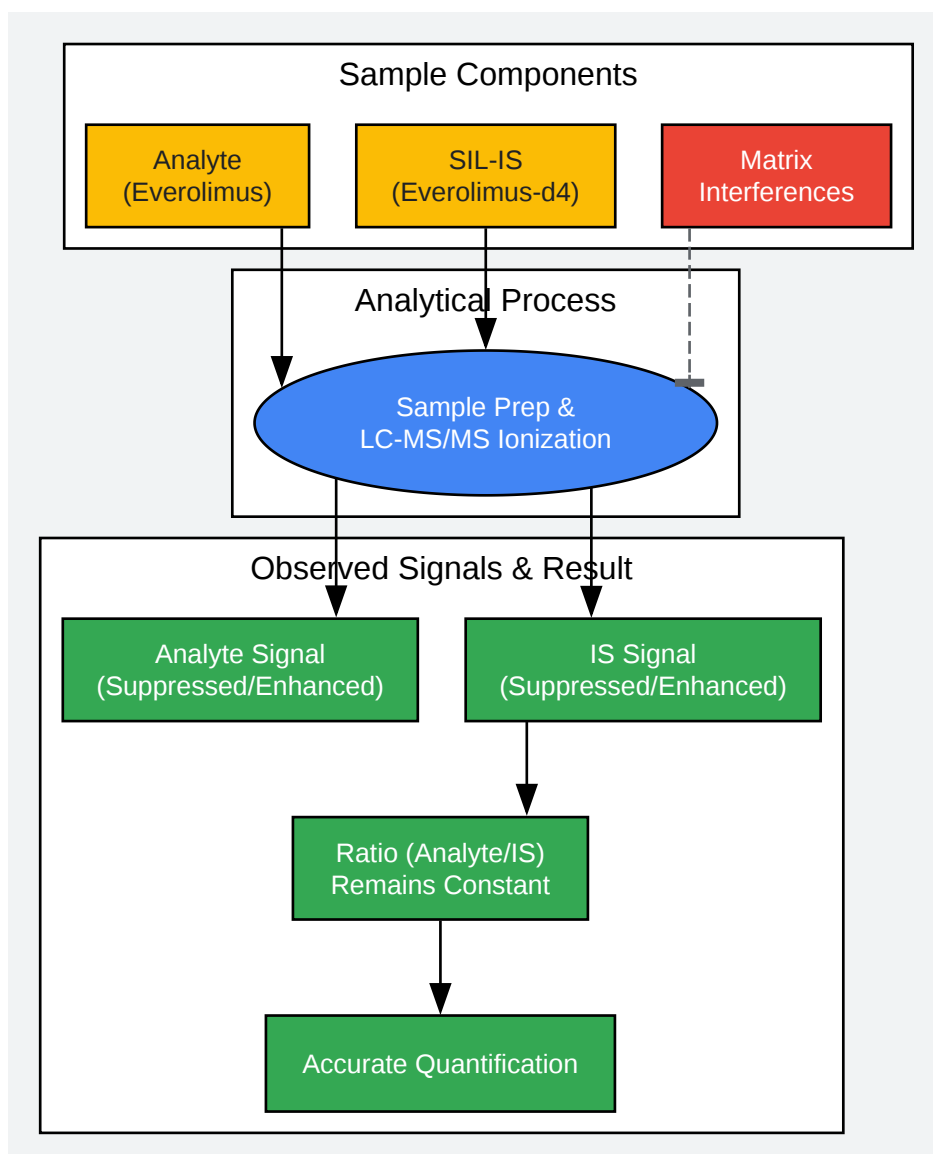 Sample Components
Analyte
(Everolimus)
SIL-IS
(Everolimus-d4)
Matrix
Interferences
Analytical Process
Sample Prep &
LC-MS/MS Ionization
Observed Signals & Result
Analyte Signal
(Suppressed/Enhanced)
IS Signal
(Suppressed/Enhanced)
Ratio (Analyte/IS)
Remains Constant
Accurate Quantification